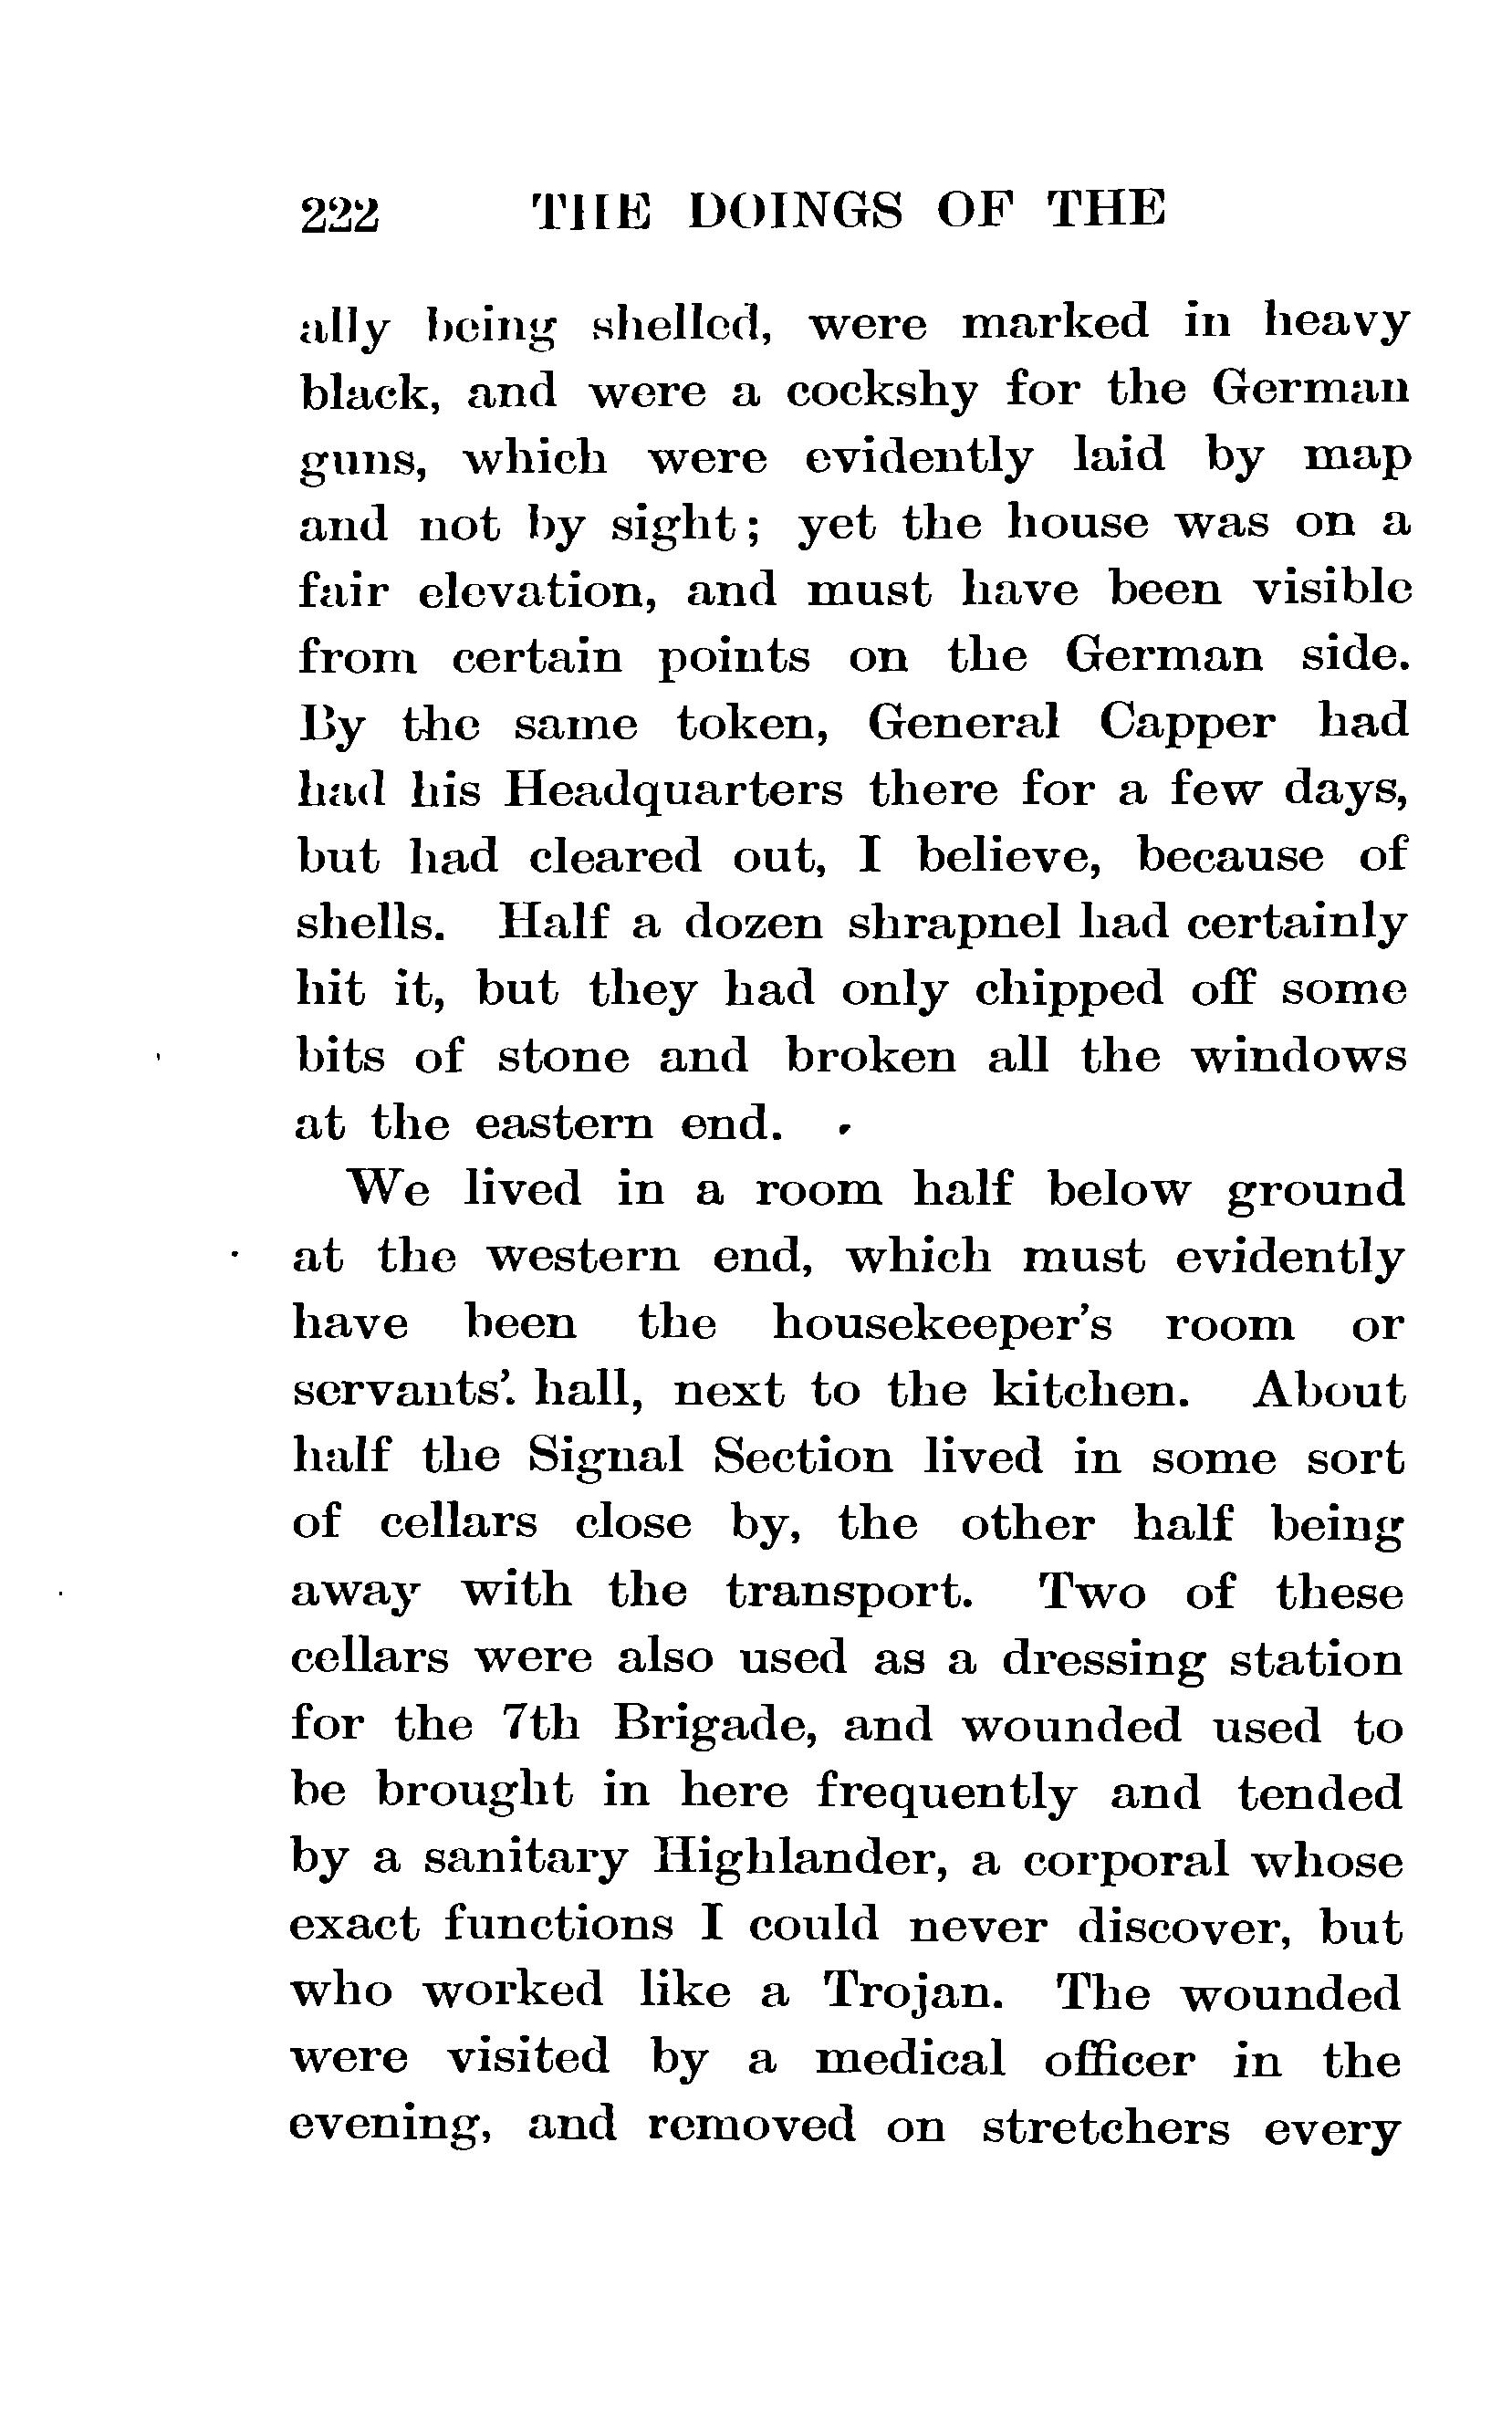 222 THE DOINGS OF THE
ally being shelled, were marked in heavy
black, and were a cockshy for the German
guns, which were evidently laid by map
and not by sight; yet the house was on a
fair elevation, and must have been visible
from certain points on the German side.
By the same token, General Capper had
had his Headquarters there for a few days,
but had cleared out, I believe, because of
shells. Half a dozen shrapnel had certainly
hit it, but they had only chipped off some
bits of stone and broken all the windows
at the eastern end.
We lived in a room half below ground
at the western end, which must evidently
have been the housekeeper's room or
servants'. hall, next to the kitchen. About
half the Signal Section lived in some sort
of cellars close by, the other half being
away with the transport. Two of these
cellars were also used as a dressing station
for the 7th Brigade, and wounded used to
be brought in here frequently and tended
by a sanitary Highlander, a corporal whose
exact functions I could never discover, but
who worked like a Trojan. The wounded
were visited by a medical officer in the
evening, and removed on stretchers every